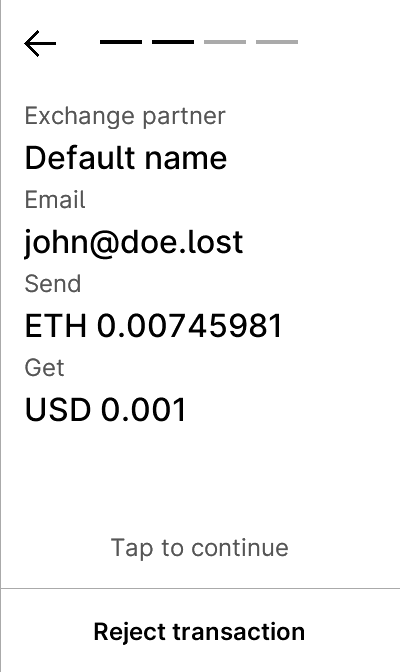 Exchange partner
Default name
Email
john@doe.lost
Send
ETH 0.00745981
Get
USD 0.001
Tap to continue
Reject transaction